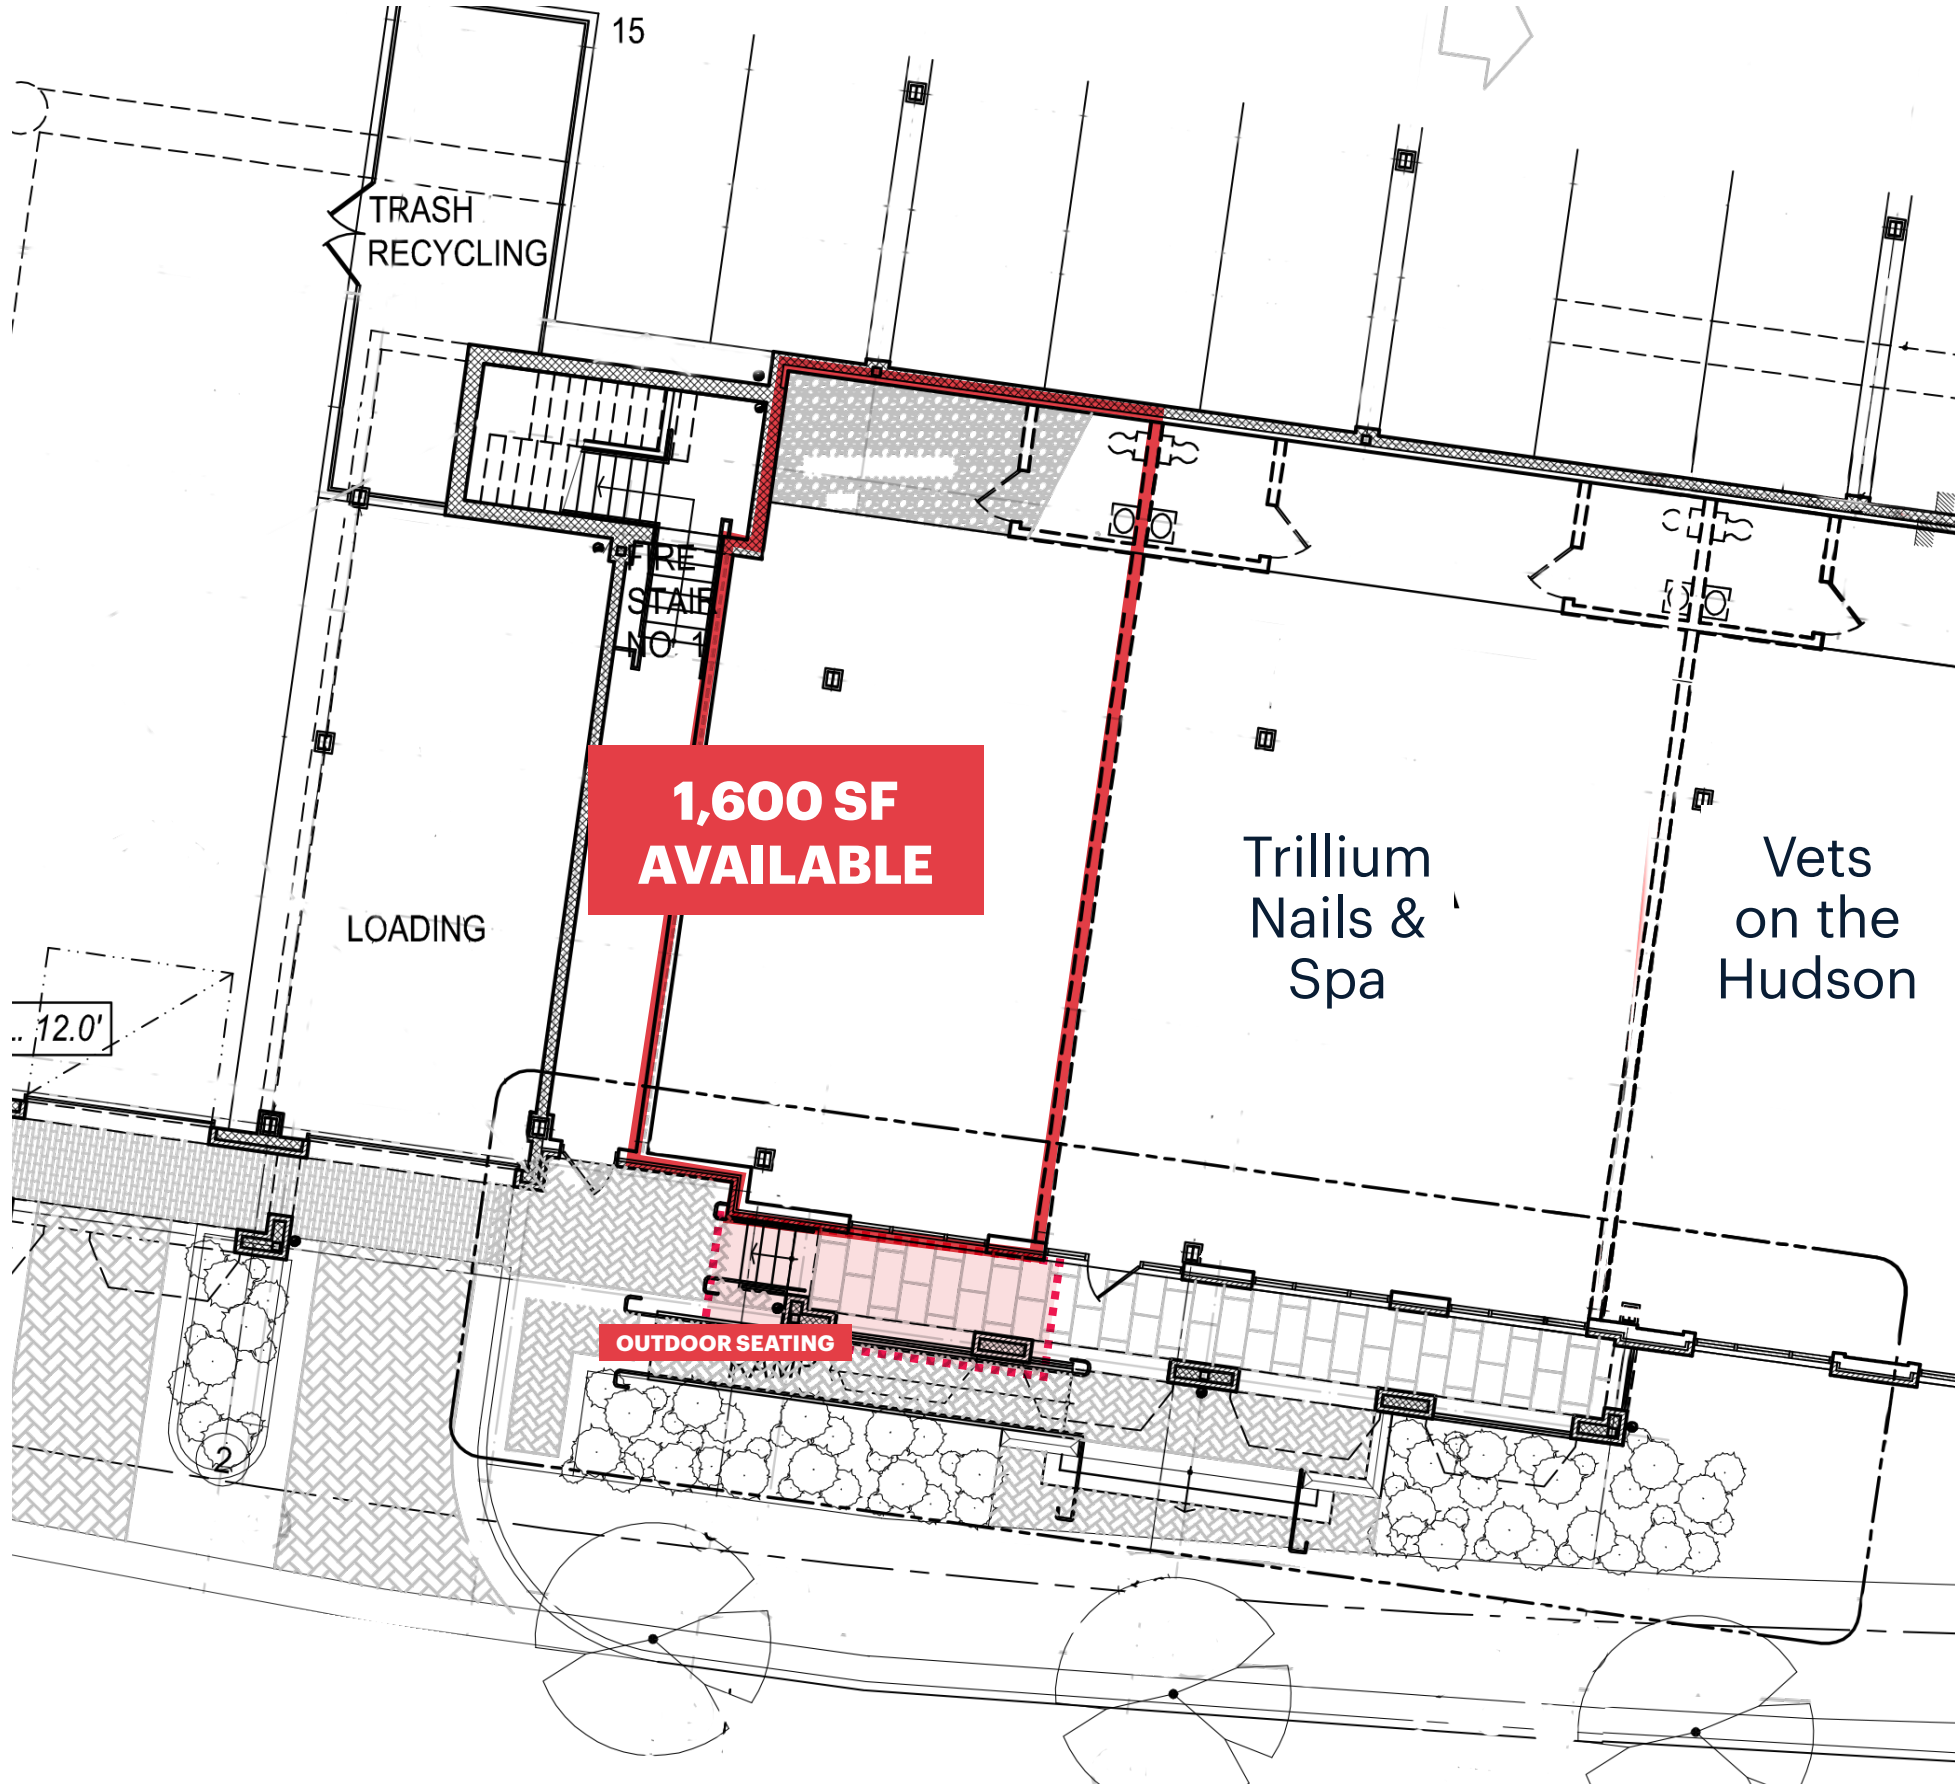 15
TRASH
RECYCLING
FIRE
STAIR
NO 1
1,600 SF
AVAILABLE
Trillium
Nails &
Spa
Vets
on the
Hudson
LOADING
12.0'
OUTDOOR SEATING
2